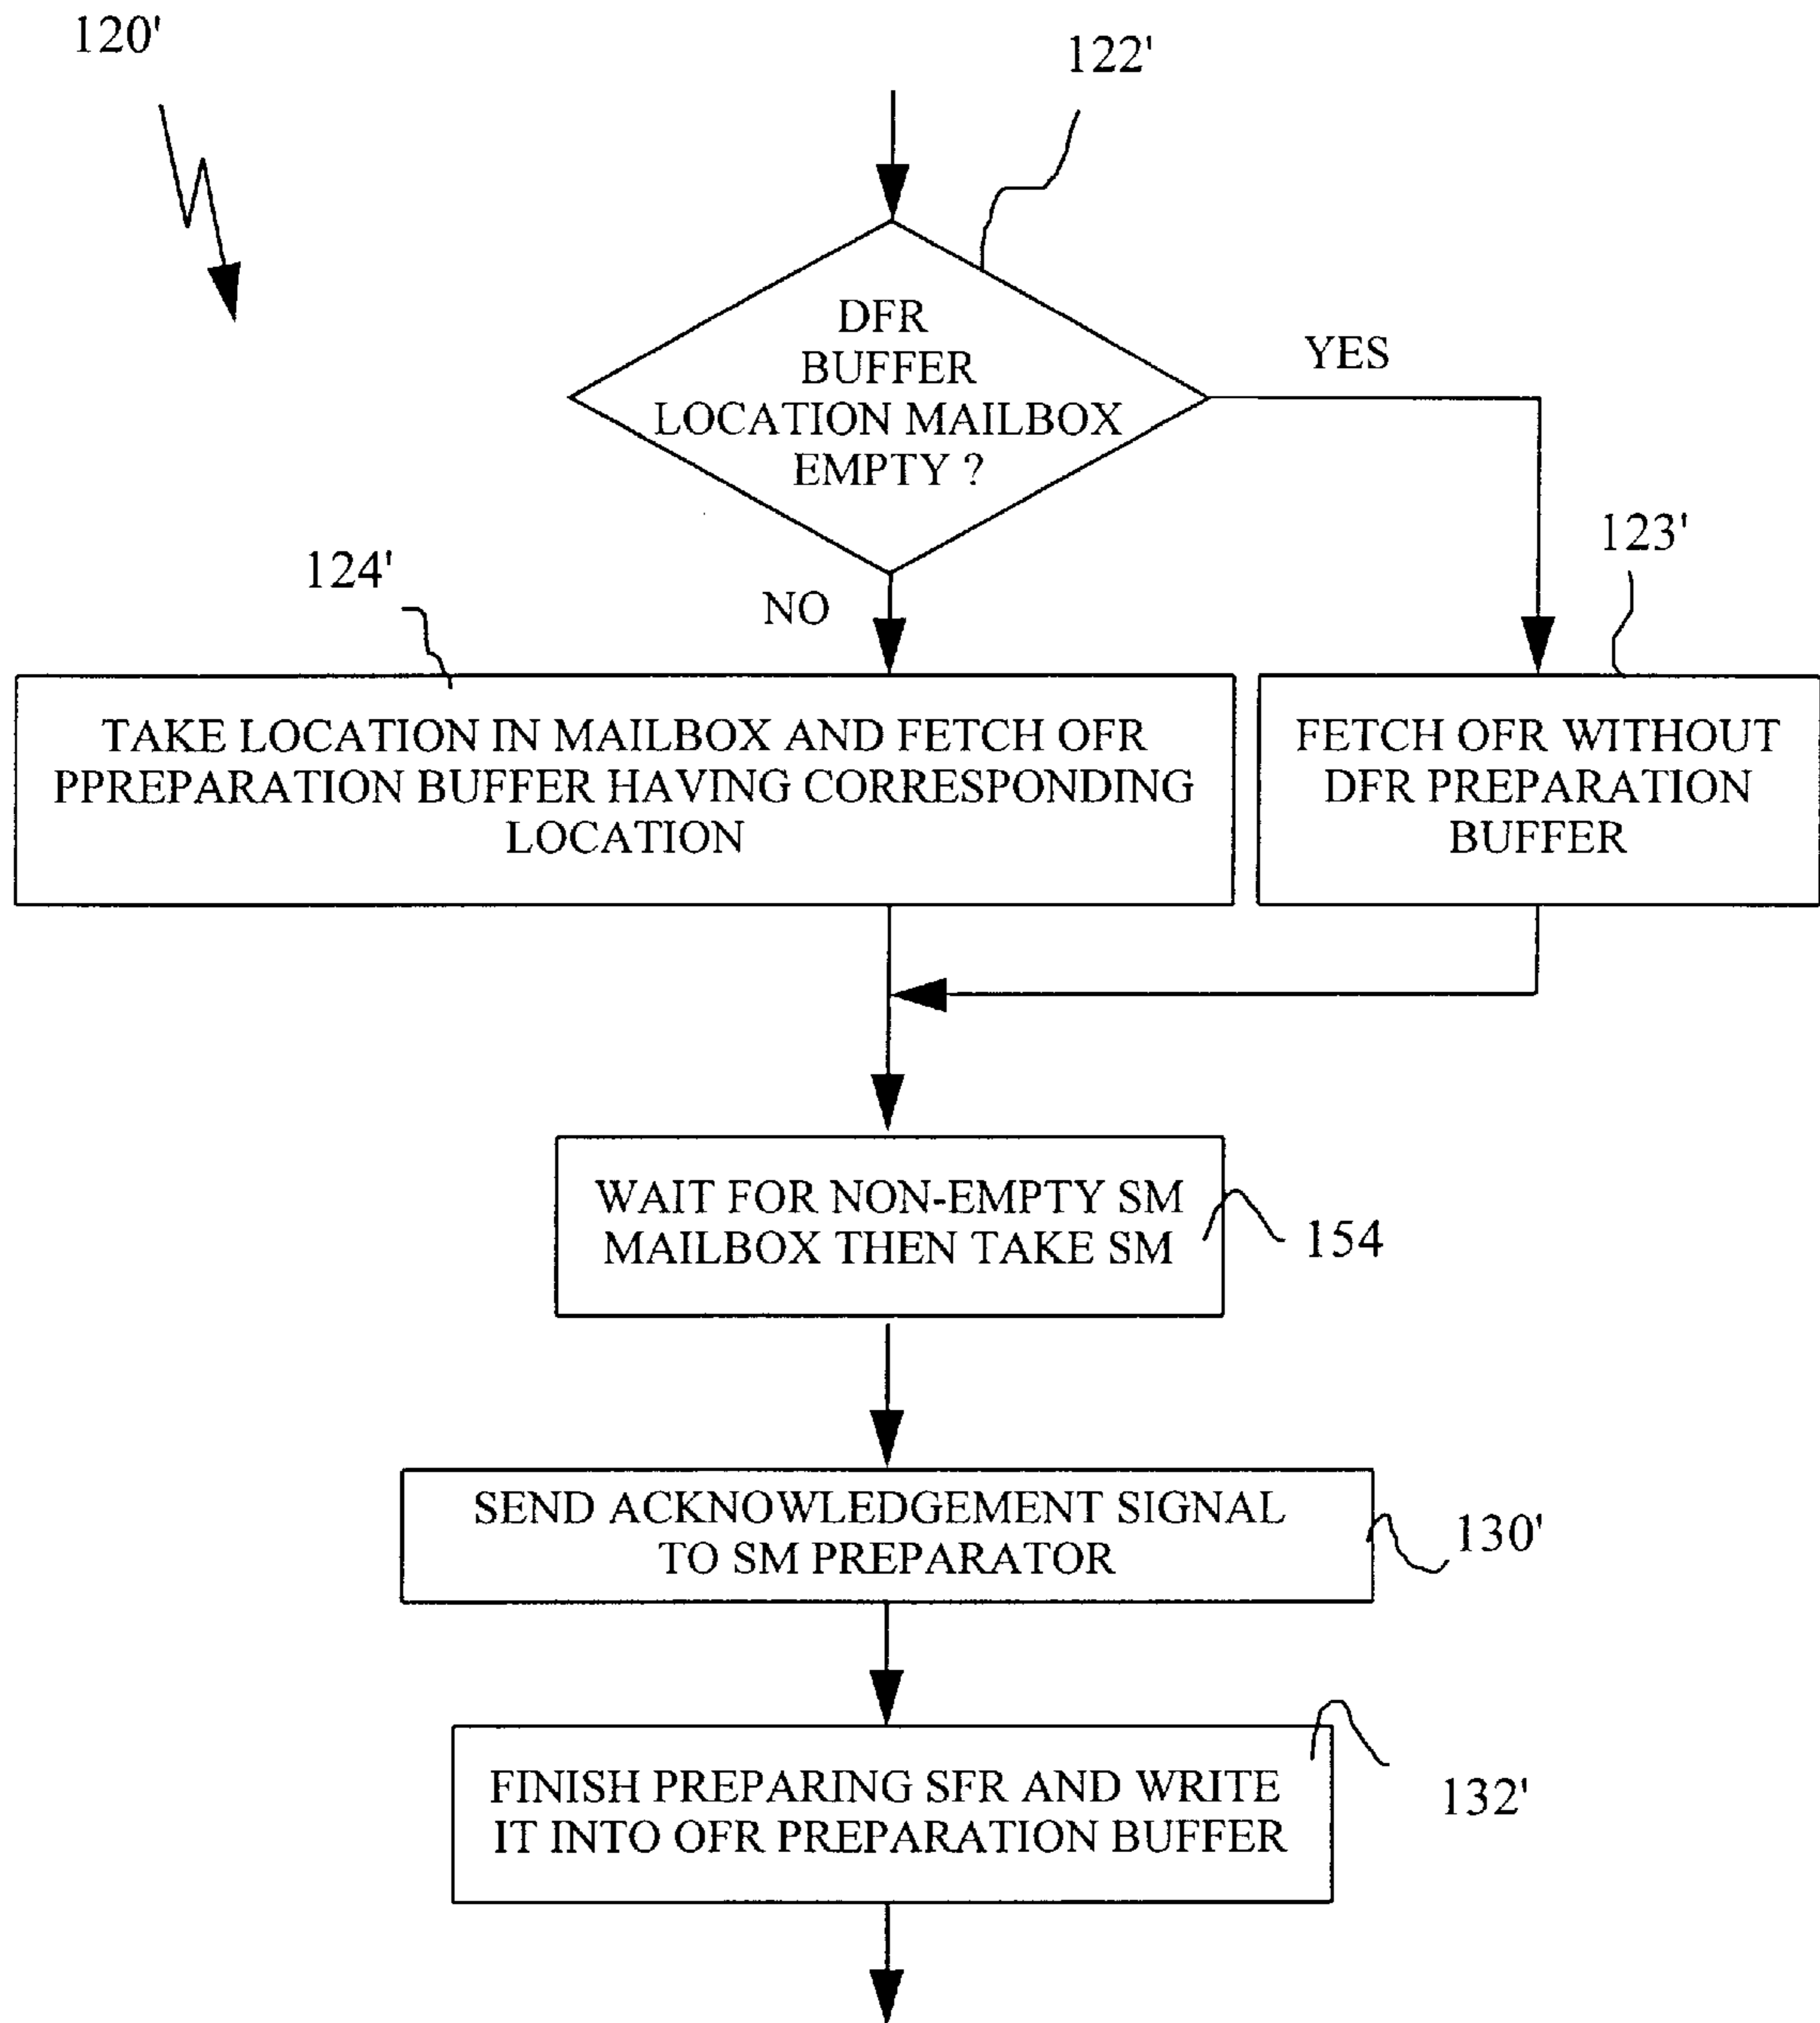 120'
122'
DFR
BUFFER
LOCATION MAILBOX
EMPTY ?
YES
NO
124'
123'
TAKE LOCATION IN MAILBOX AND FETCH OFR
PPREPARATION BUFFER HAVING CORRESPONDING
LOCATION
FETCH OFR WITHOUT
DFR PREPARATION
BUFFER
WAIT FOR NON-EMPTY SM
MAILBOX THEN TAKE SM
154
SEND ACKNOWLEDGEMENT SIGNAL
TO SM PREPARATOR
130'
FINISH PREPARING SFR AND WRITE
IT INTO OFR PREPARATION BUFFER
132'